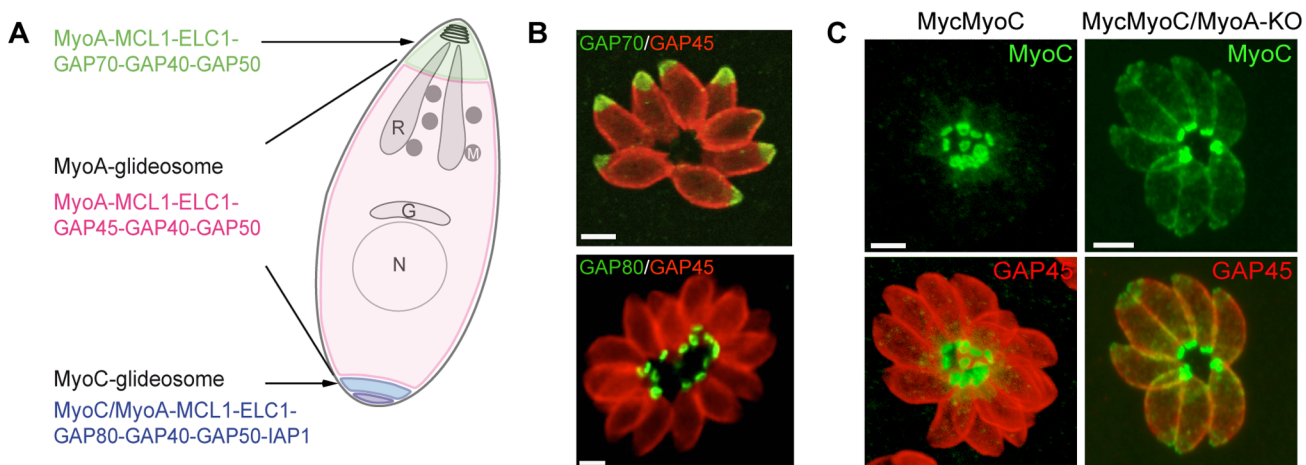 A
MyoA-MCL1-ELC1-
GAP70-GAP40-GAP50
MyoA-glideosome
MyoA-MCL1-ELC1-
GAP45-GAP40-GAP50
MyoC-glideosome
MyoC/MyoA-MCL1-ELC1-
GAP80-GAP40-GAP50-IAP1
R
M
G
N
B
GAP70/GAP45
GAP80/GAP45
C
MycMyoC
MycMyoC/MyoA-KO
MyoC
MyoC
GAP45
GAP45